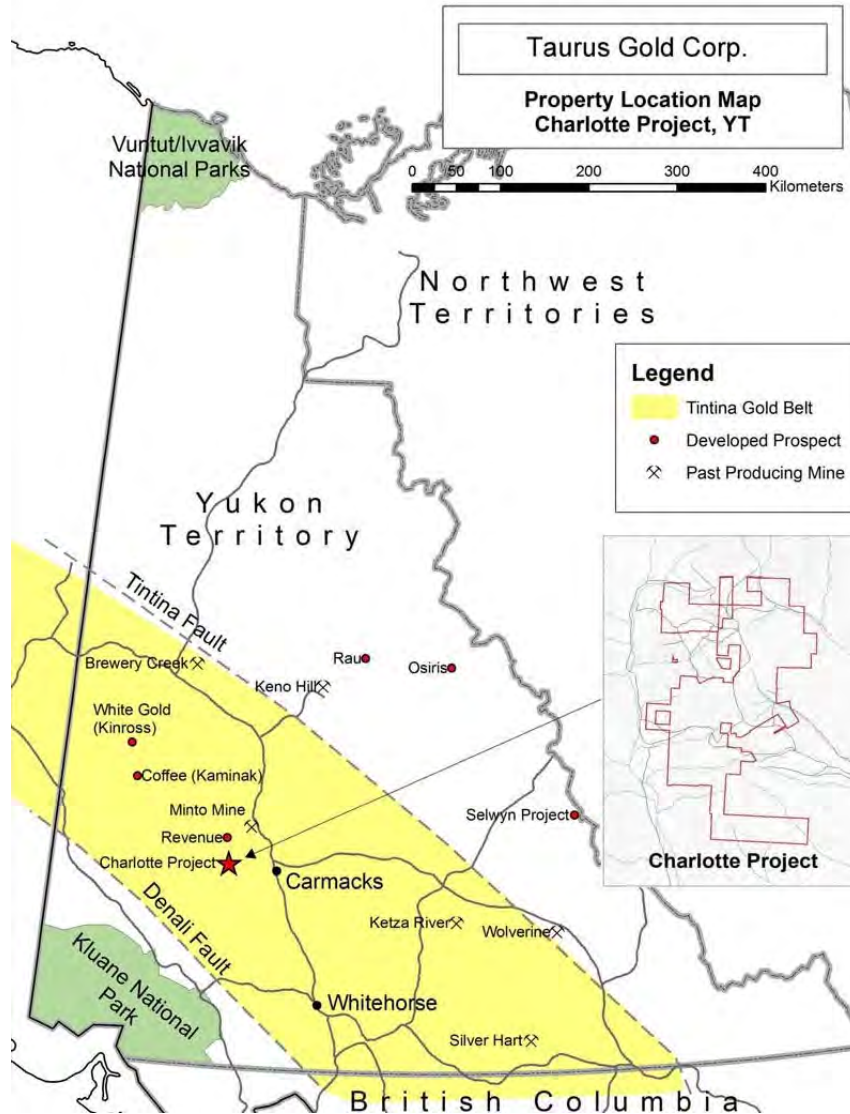 Taurus Gold Corp.
Property Location Map
Charlotte Project, YT
0 50 100 200 300 400
Kilometers
Vuntut/Ivvavik
National Parks
Northwest
Territories
Legend
Tintina Gold Belt
Developed Prospect
Past Producing Mine
Yukon
Territory
Tintina Fault
Brewery Creek
Rau
Osiris
Keno Hill
White Gold
(Kinross)
Coffee (Kaminak)
Minto Mine
Revenue
Selwyn Project
Charlotte Project
Charlotte Project
Carmacks
Denali Fault
Ketza River
Wolverine
Kluane National
Park
Whitehorse
Silver Hart
British Columbia